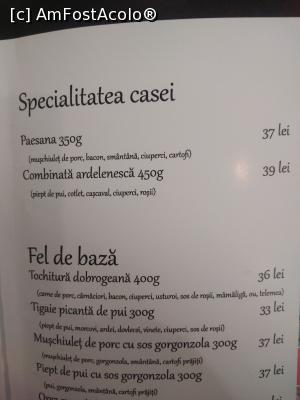 [c] AmFostAcolo®
Specialitatea casei
Paesana 350g 37 lei
(mușchiuleț de porc, bacon, smântână, ciuperci, cartofi)
Combinată ardelenescă 450g 39 lei
(piept de pui, cotlet, cașcaval, ciuperci, roșii)
Fel de bază
Tochitură dobrogeană 400g 36 lei
(carne de porc, cârnăciori, bacon, ciuperci, usturoi, sos de roșii, mămăligă, ou, telemea)
Tigaie picantă de pui 300g 33 lei
(piept de pui, morcovi, ardei, dovlecei, vinete, ciuperci, sos de roșii)
Mușchiuleț de porc cu sos gorgonzola 300g 37 lei
(mușchiuleț de porc, gorgonzola, smântână, cartofi prăjiți)
Piept de pui cu sos gorgonzola 300g 37 lei
(pui, gorgonzola, smântână, cartofi prăjiți)